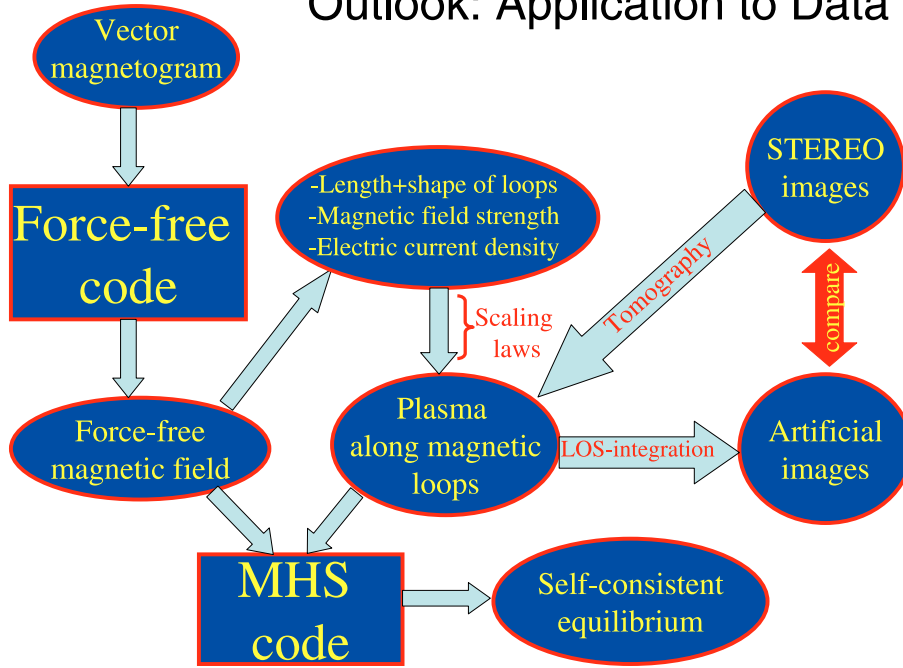 Outlook: Application to Data
Vector
magnetogram
STEREO
images
-Length+shape of loops
-Magnetic field strength
-Electric current density
Force-free
code
Tomography
compare
Scaling
laws
Force-free
magnetic field
Plasma
along magnetic
loops
LOS-integration
Artificial
images
MHS
code
Self-consistent
equilibrium